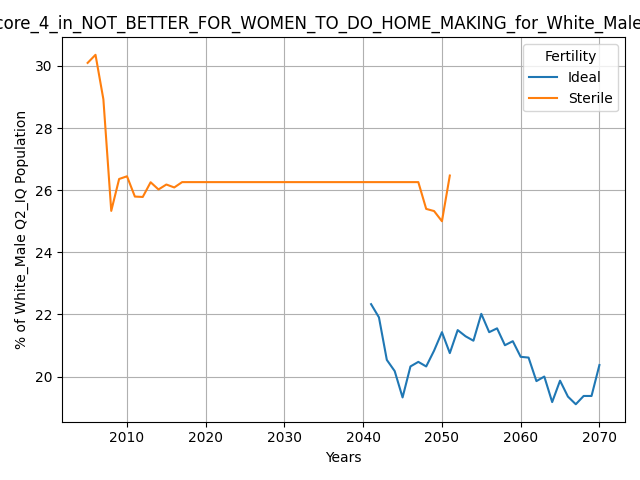 core_4_in_NOT_BETTER_FOR_WOMEN_TO_DO_HOME_MAKING_for_White_Male
Fertility
Ideal
Sterile
% of White_Male Q2_IQ Population
30
28
26
24
22
20
2010 2020 2030 2040 2050 2060 2070
Years